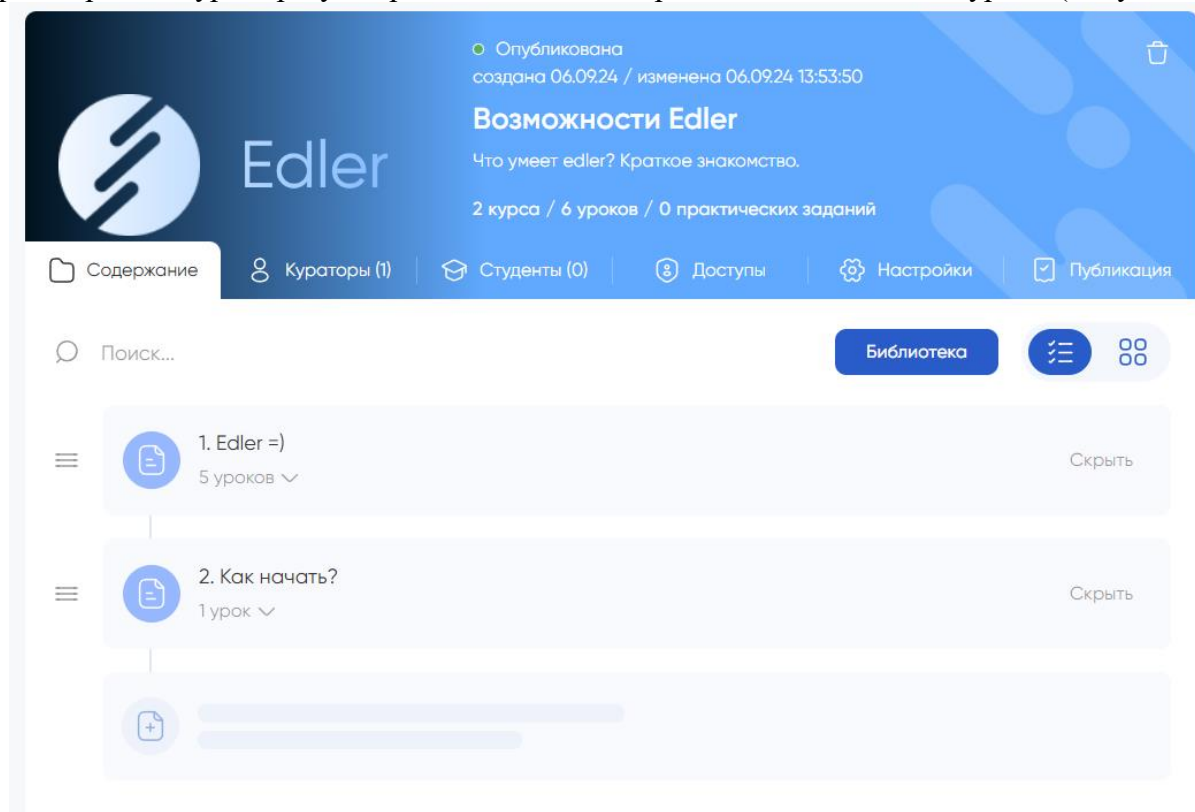 Опубликована
создана 06.09.24 / изменена 06.09.24 13:53:50
Возможности Edler
Edler
Что умеет edler? Краткое знакомство.
2 курса / 6 уроков / 0 практических заданий
Содержание Кураторы (1) Студенты (0) Доступы Настройки Публикация
Поиск... Библиотека
1. Edler =)
5 уроков
Скрыть
2. Как начать?
1 урок
Скрыть